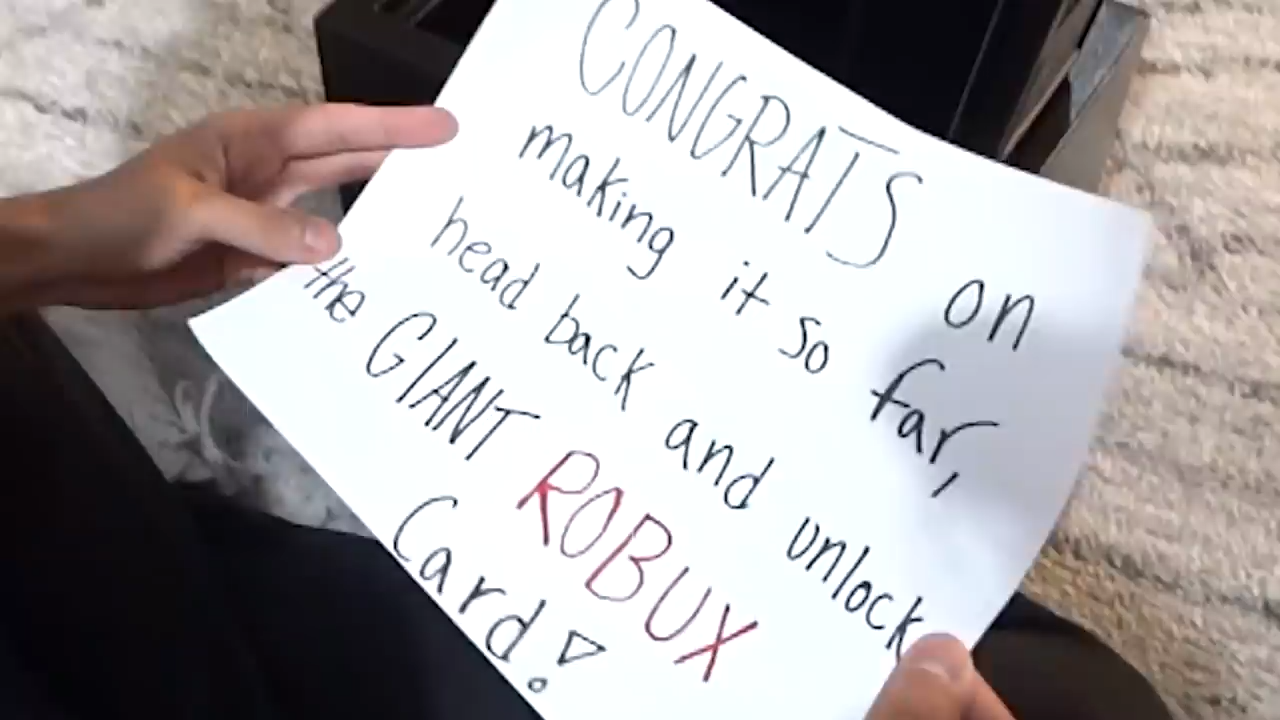 CONGRATS on
making it so far,
head back and unlock
the GIANT ROBUX
Card!